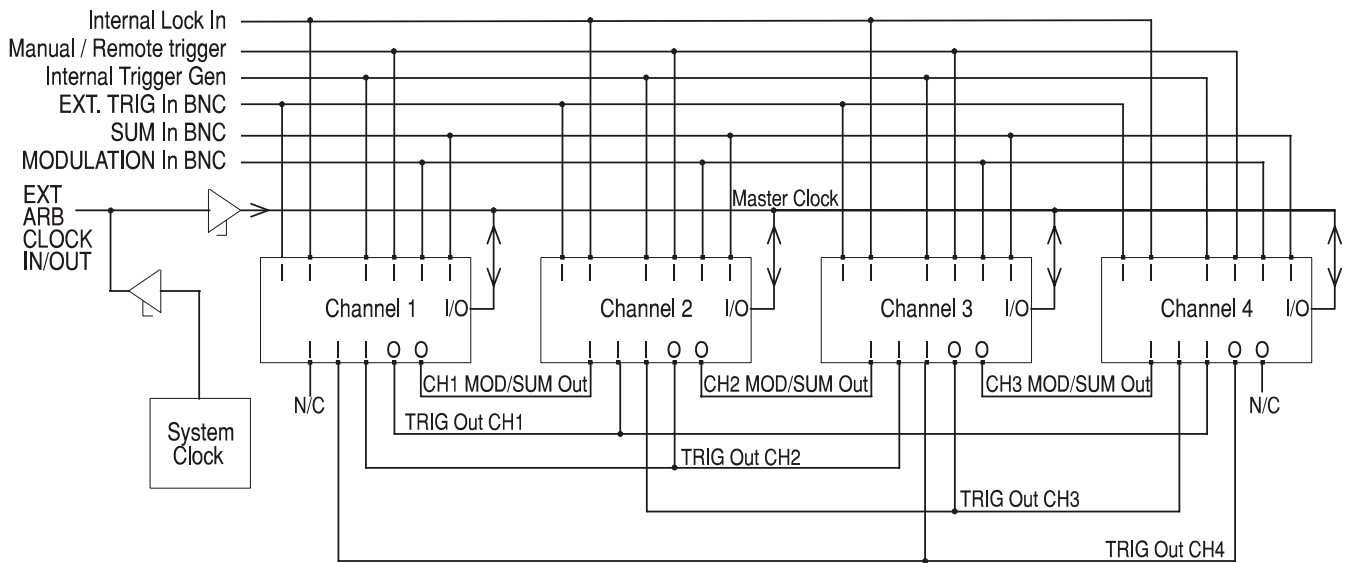 Internal Lock In
Manual / Remote trigger
Internal Trigger Gen
EXT. TRIG In BNC
SUM In BNC
MODULATION In BNC
EXT
ARB
CLOCK
IN/OUT
Master Clock
I I I I I I
I I I I I I
I I I I I I
I I I I I I
Channel 1 I/O
Channel 2 I/O
Channel 3 I/O
Channel 4 I/O
I I I O O
I I I O O
I I I O O
I I I O O
N/C
CH1 MOD/SUM Out
CH2 MOD/SUM Out
CH3 MOD/SUM Out
N/C
TRIG Out CH1
TRIG Out CH2
TRIG Out CH3
TRIG Out CH4
System
Clock